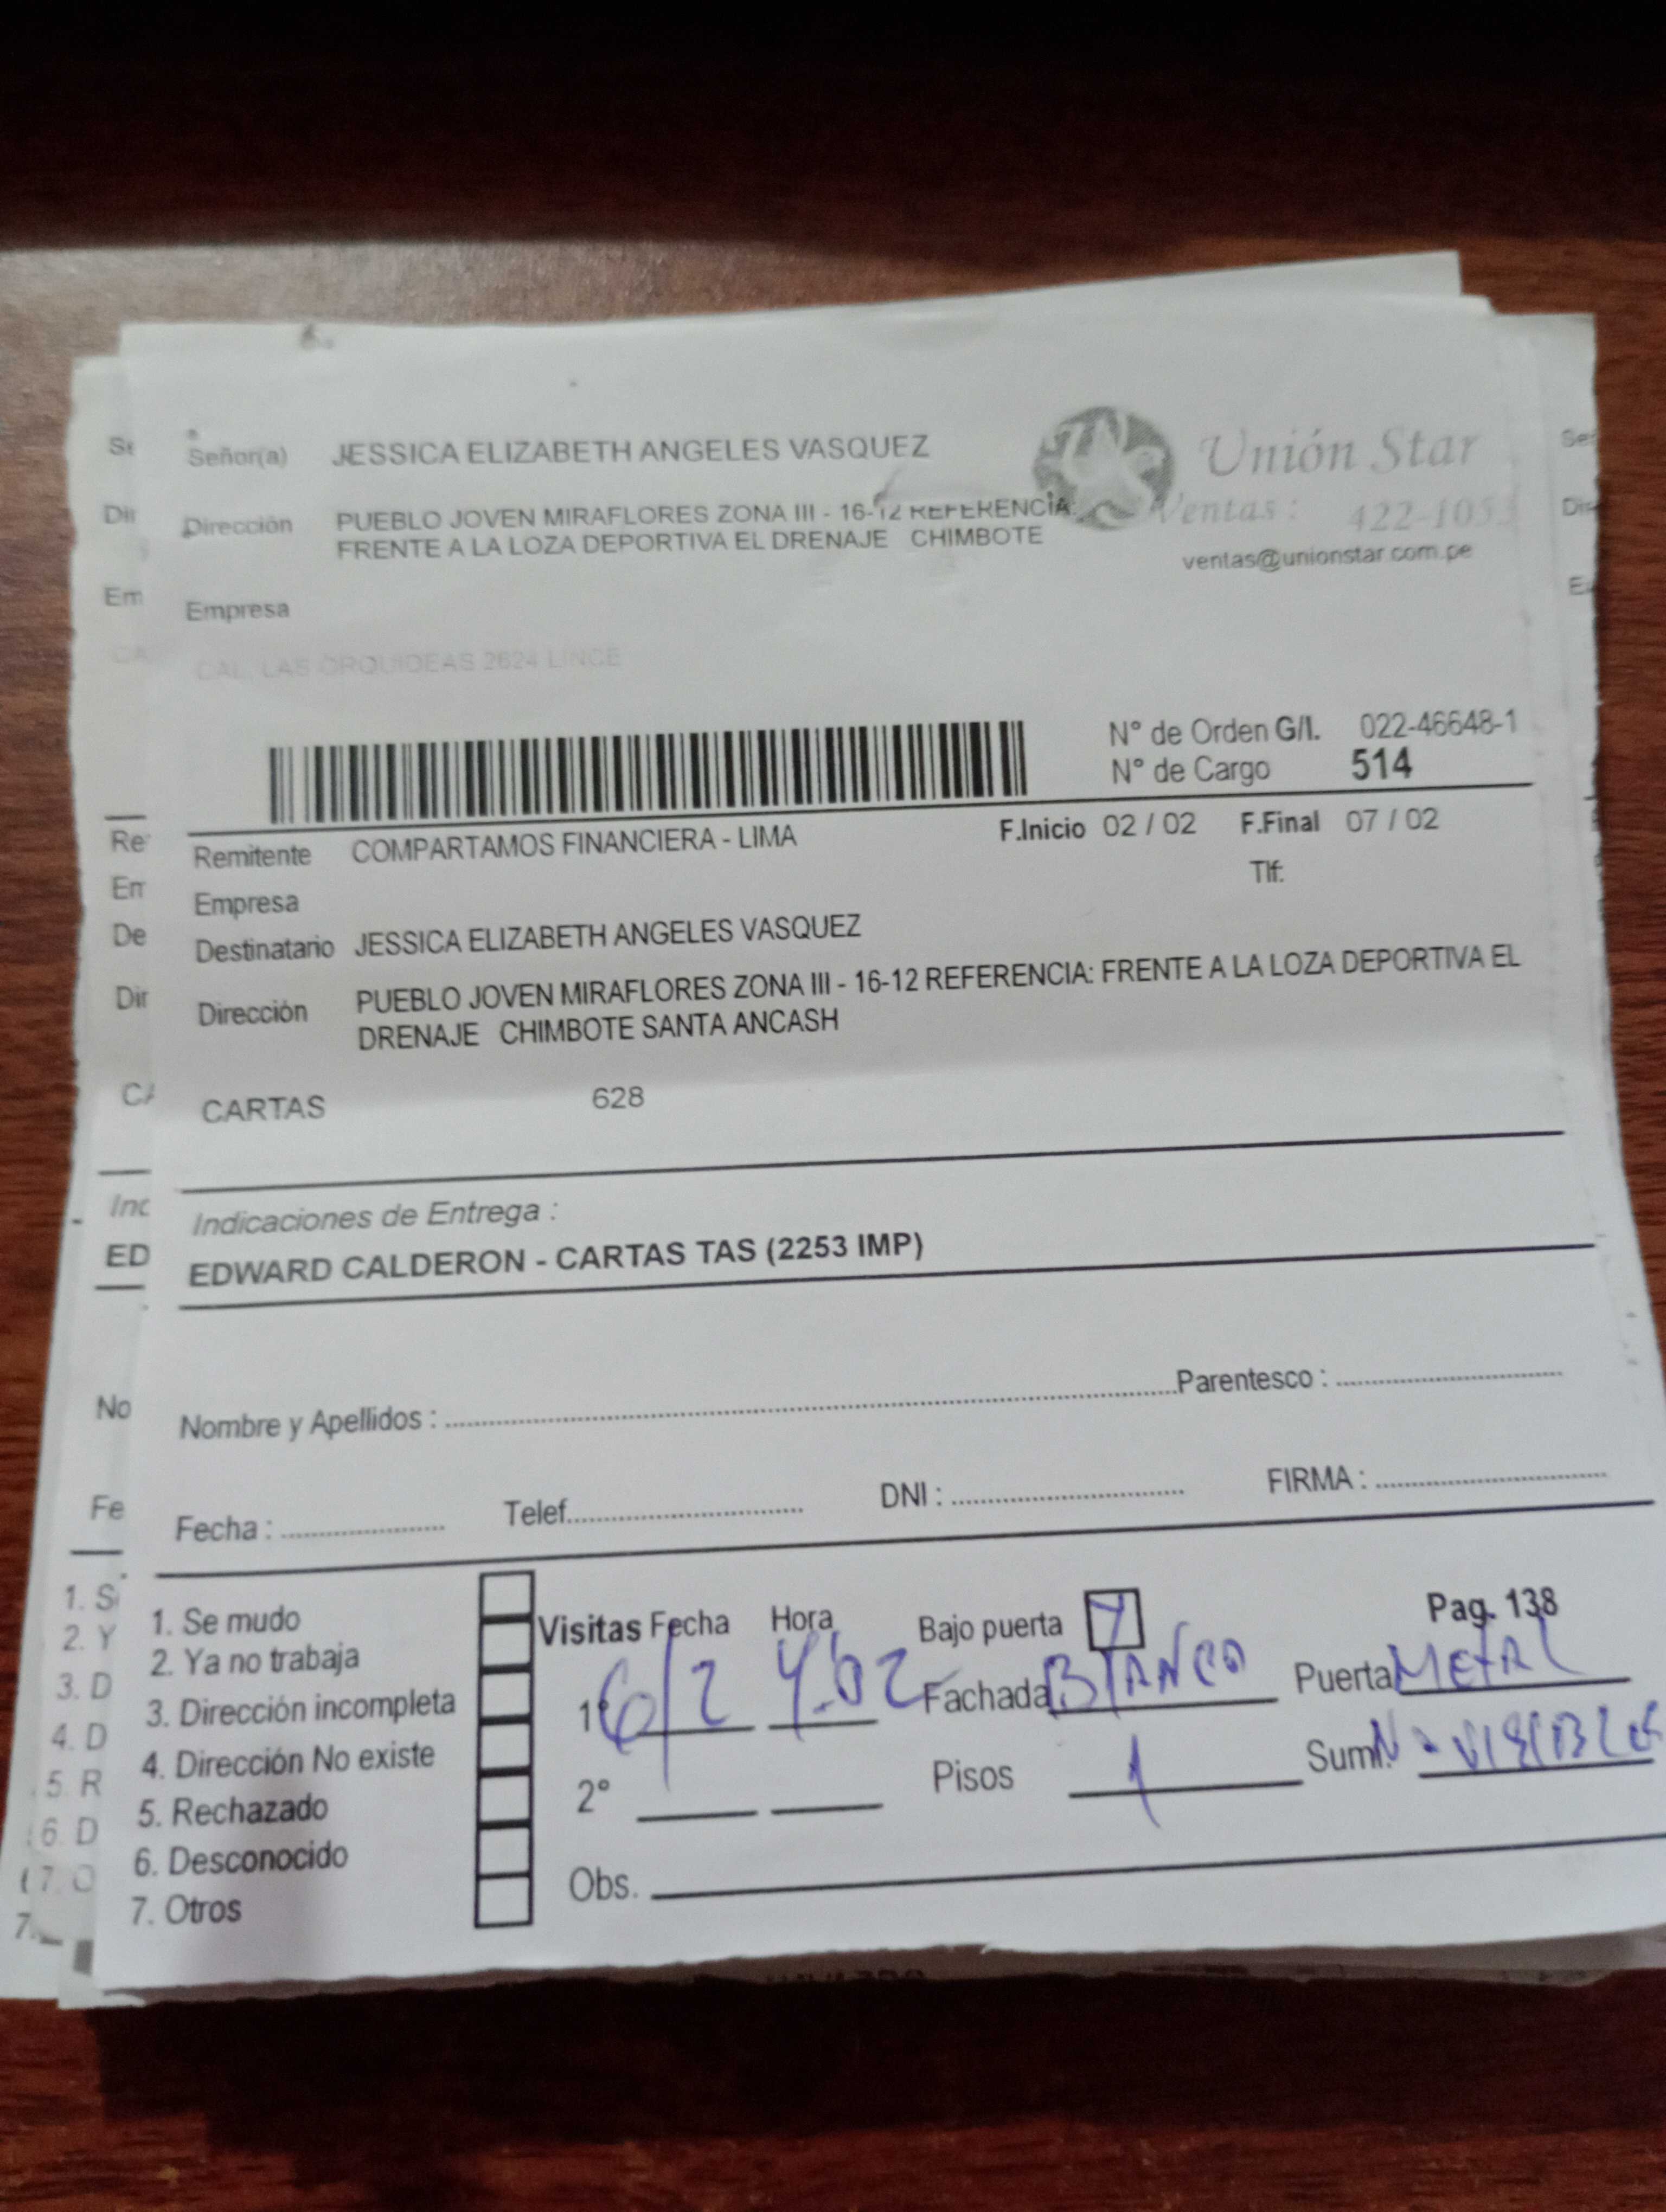 Señor(a) JESSICA ELIZABETH ANGELES VASQUEZ
Unión Star
Dirección PUEBLO JOVEN MIRAFLORES ZONA III - 16-12 REFERENCIA:
FRENTE A LA LOZA DEPORTIVA EL DRENAJE CHIMBOTE
Ventas : 422-1053
ventas@unionstar.com.pe
Empresa
CAL. LAS ORQUIDEAS 2624 LINCE
N° de Orden G/I. 022-46648-1
N° de Cargo 514
Remitente COMPARTAMOS FINANCIERA - LIMA F.Inicio 02 / 02 F.Final 07 / 02
Empresa Tlf:
Destinatario JESSICA ELIZABETH ANGELES VASQUEZ
Dirección PUEBLO JOVEN MIRAFLORES ZONA III - 16-12 REFERENCIA: FRENTE A LA LOZA DEPORTIVA EL
DRENAJE CHIMBOTE SANTA ANCASH
CARTAS 628
Indicaciones de Entrega :
EDWARD CALDERON - CARTAS TAS (2253 IMP)
Nombre y Apellidos : Parentesco :
Fecha : Telef. DNI : FIRMA :
1. Se mudo
2. Ya no trabaja
3. Dirección incompleta
4. Dirección No existe
5. Rechazado
6. Desconocido
7. Otros
Visitas Fecha Hora Bajo puerta Pag. 138
1° 6/2 4:02 Fachada BLANCO Puerta METAL
2° Pisos 1 Sumi.
Obs.